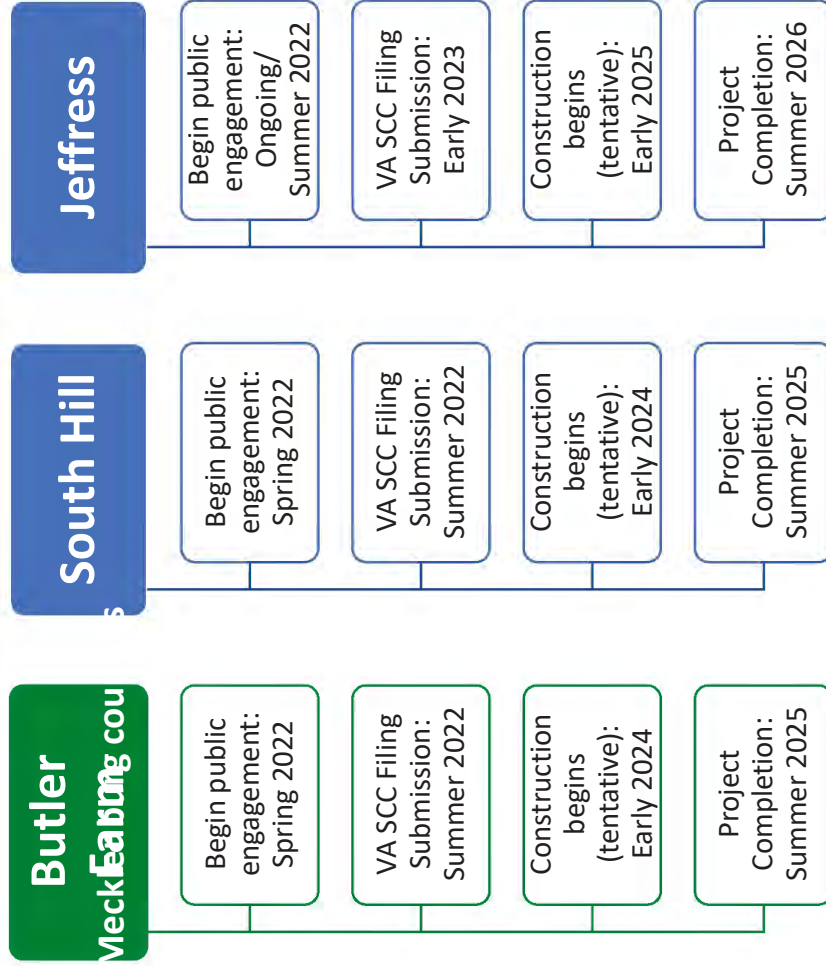 Butler
Farm
Begin public
engagement:
Spring 2022
VA SCC Filing
Submission:
Summer 2022
Construction
begins
(tentative):
Early 2024
Project
Completion:
Summer 2025
South Hill
Begin public
engagement:
Spring 2022
VA SCC Filing
Submission:
Summer 2022
Construction
begins
(tentative):
Early 2024
Project
Completion:
Summer 2025
Jeffress
Begin public
engagement:
Ongoing/
Summer 2022
VA SCC Filing
Submission:
Early 2023
Construction
begins
(tentative):
Early 2025
Project
Completion:
Summer 2026